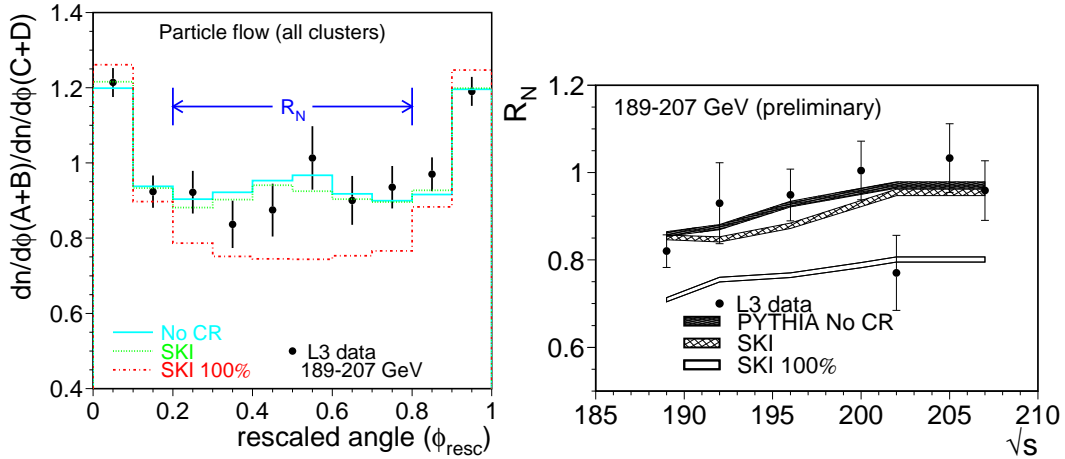 dn/dϕ(A+B)/dn/dϕ(C+D)
1.4
1.2
1
0.8
0.6
0.4
Particle flow (all clusters)
R_N
No CR
SKI
SKI 100%
L3 data
189-207 GeV
0 0.2 0.4 0.6 0.8 1
rescaled angle (ϕ_resc)
R_N
1.2
1
0.8
0.6
189-207 GeV (preliminary)
L3 data
PYTHIA No CR
SKI
SKI 100%
185 190 195 200 205 210
√s